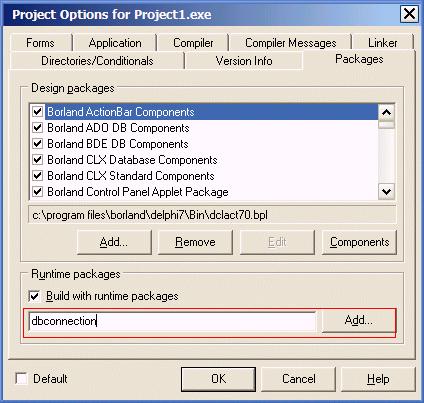 Project Options for Project1.exe
Forms Application Compiler Compiler Messages Linker
Directories/Conditionals Version Info Packages
Design packages
Borland ActionBar Components
Borland ADO DB Components
Borland BDE DB Components
Borland CLX Database Components
Borland CLX Standard Components
Borland Control Panel Applet Package
c:\program files\borland\delphi7\Bin\dclact70.bpl
Add... Remove Edit Components
Runtime packages
Build with runtime packages
dbconnection Add...
Default OK Cancel Help